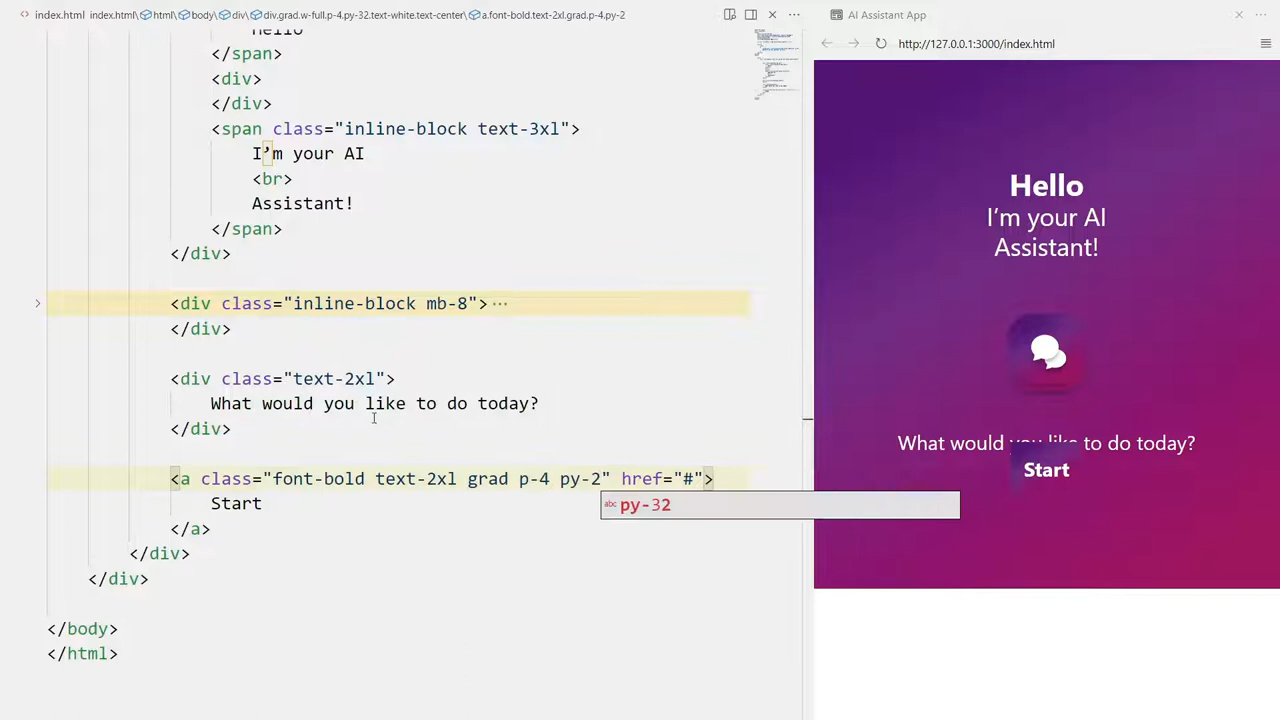 index.html index.html\html\body\div\div.grad.w-full.p-4.py-32.text-white.text-center\a.font-bold.text-2xl.grad.p-4.py-2
AI Assistant App
http://127.0.0.1:3000/index.html
Hello
</span>
<div>
</div>
<span class="inline-block text-3xl">
I’m your AI
<br>
Assistant!
</span>
</div>
<div class="inline-block mb-8">···
</div>
<div class="text-2xl">
What would you like to do today?
</div>
<a class="font-bold text-2xl grad p-4 py-2" href="#">
Start
abc py-32
</a>
</div>
</div>
</body>
</html>
Hello
I’m your AI
Assistant!
What would you like to do today?
Start